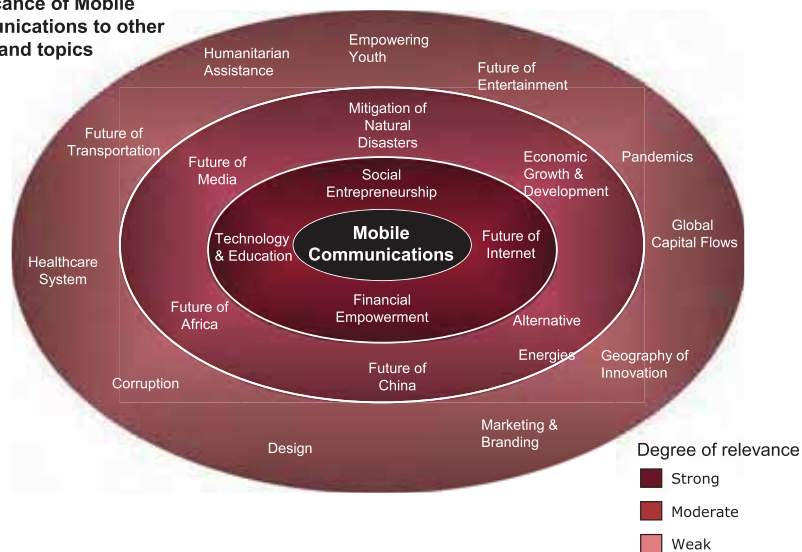 cance of Mobile
unications to other
and topics
Humanitarian
Assistance
Empowering
Youth
Future of
Entertainment
Future of
Transportation
Mitigation of
Natural
Disasters
Future of
Media
Economic
Growth &
Development
Pandemics
Social
Entrepreneurship
Global
Capital Flows
Technology
& Education
Mobile
Communications
Future of
Internet
Healthcare
System
Financial
Empowerment
Future of
Africa
Alternative
Energies
Geography of
Innovation
Future of
China
Corruption
Marketing &
Branding
Design
Degree of relevance
Strong
Moderate
Weak